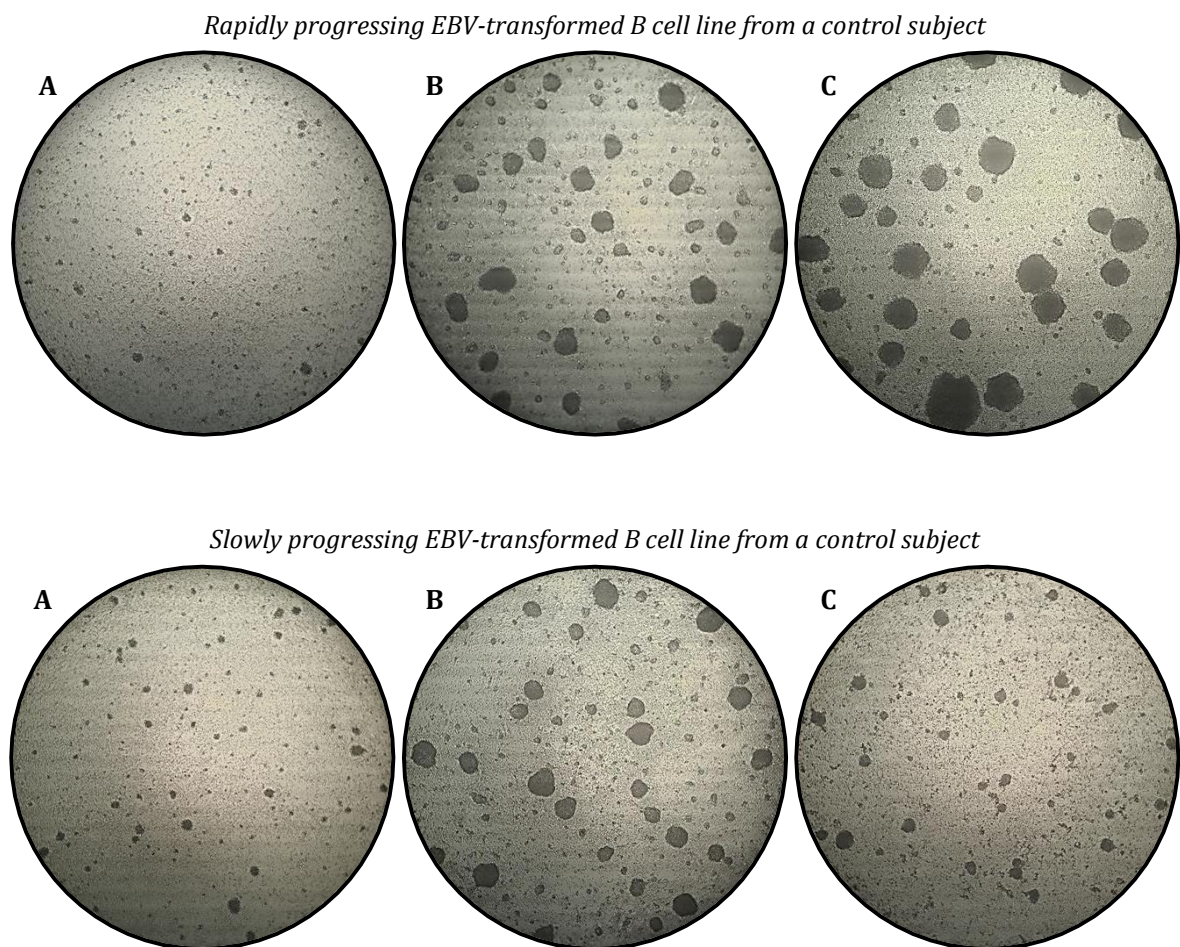 Rapidly progressing EBV-transformed B cell line from a control subject
A
B
C
Slowly progressing EBV-transformed B cell line from a control subject
A
B
C